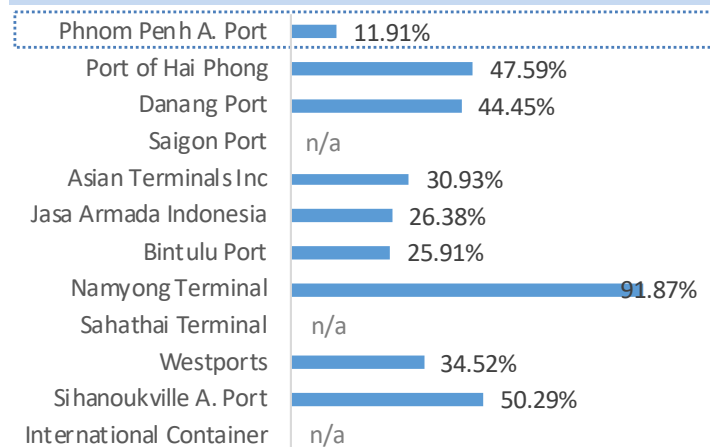 Phnom Penh A. Port 11.91%
Port of Hai Phong 47.59%
Danang Port 44.45%
Saigon Port n/a
Asian Terminals Inc 30.93%
Jasa Armada Indonesia 26.38%
Bintulu Port 25.91%
Namyong Terminal 91.87%
Sahathai Terminal n/a
Westports 34.52%
Sihanoukville A. Port 50.29%
International Container n/a